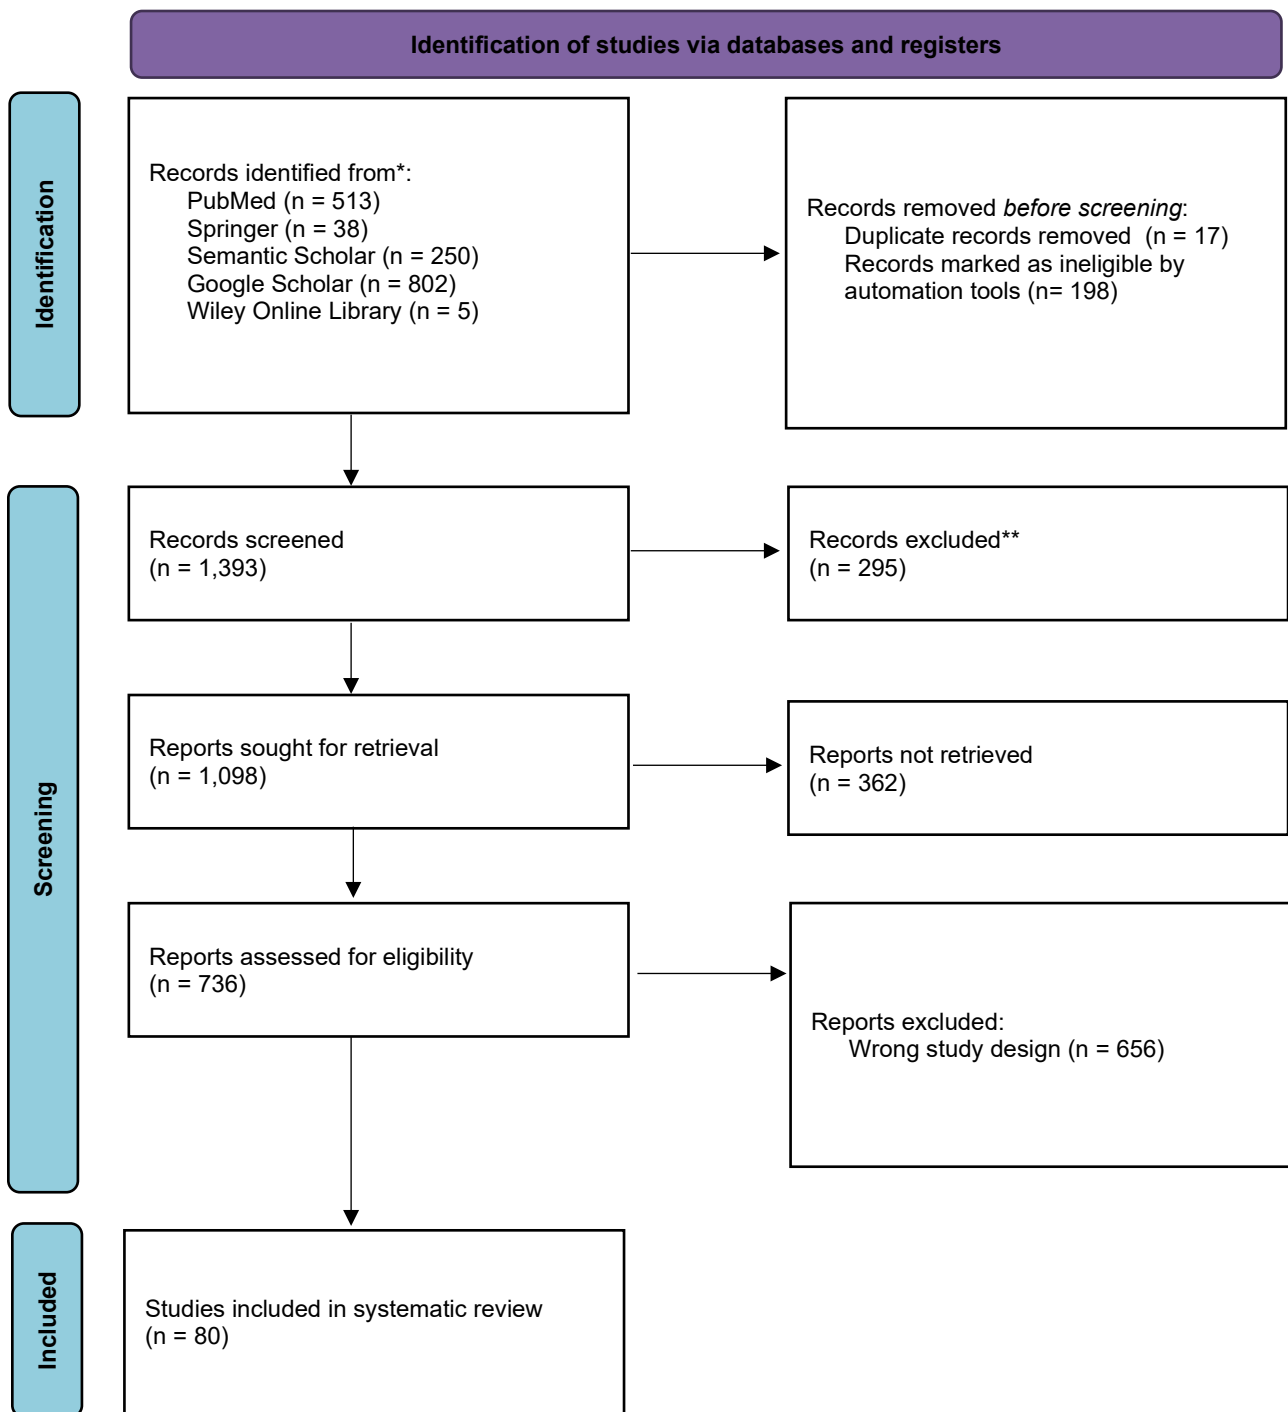 Identification of studies via databases and registers
Identification
Records identified from*:
PubMed (n = 513)
Springer (n = 38)
Semantic Scholar (n = 250)
Google Scholar (n = 802)
Wiley Online Library (n = 5)
Records removed before screening:
Duplicate records removed  (n = 17)
Records marked as ineligible by
automation tools (n= 198)
Screening
Records screened
(n = 1,393)
Records excluded**
(n = 295)
Reports sought for retrieval
(n = 1,098)
Reports not retrieved
(n = 362)
Reports assessed for eligibility
(n = 736)
Reports excluded:
Wrong study design (n = 656)
Included
Studies included in systematic review
(n = 80)